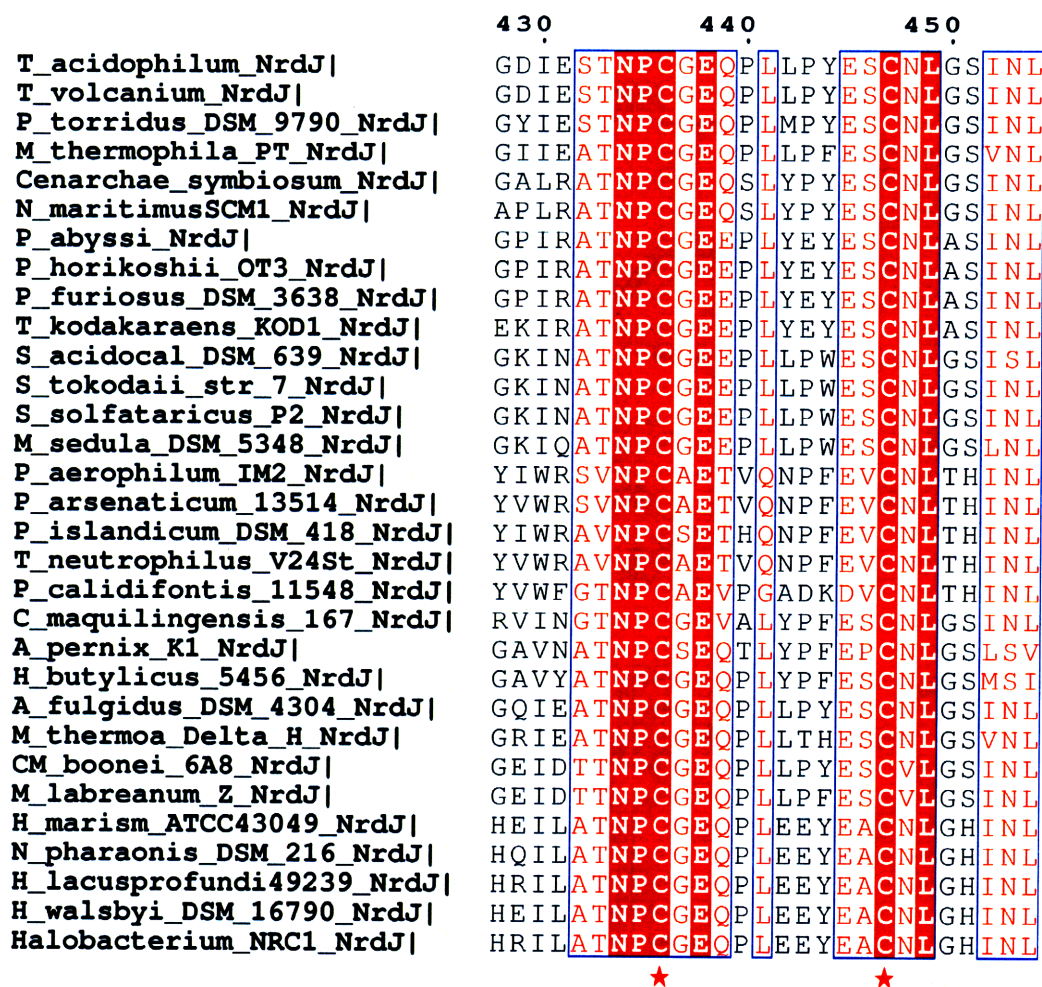 430 440 450
T_acidophilum_NrdJ| GDIESTNPCGEQPLLPYESCNLGSINL
T_volcanium_NrdJ| GDIESTNPCGEQPLLPYESCNLGSINL
P_torridus_DSM_9790_NrdJ| GYIESTNPCGEQPLMPYESCNLGSINL
M_thermophila_PT_NrdJ| GIIEATNPCGEQPLLPFESCNLGSVNL
Cenarchae_symbiosum_NrdJ| GALRATNPCGEQSLYPYESCNLGSINL
N_maritimusSCM1_NrdJ| APLRATNPCGEQSLYPYESCNLGSINL
P_abyssi_NrdJ| GPIRATNPCGEEPLYEYESCNLASINL
P_horikoshii_OT3_NrdJ| GPIRATNPCGEEPLYEYESCNLASINL
P_furiosus_DSM_3638_NrdJ| GPIRATNPCGEEPLYEYESCNLASINL
T_kodakaraens_KOD1_NrdJ| EKIRATNPCGEEPLYEYESCNLASINL
S_acidocal_DSM_639_NrdJ| GKINATNPCGEEPLLPWESCNLGSISL
S_tokodaii_str_7_NrdJ| GKINATNPCGEEPLLPWESCNLGSINL
S_solfataricus_P2_NrdJ| GKINATNPCGEEPLLPWESCNLGSINL
M_sedula_DSM_5348_NrdJ| GKIQATNPCGEEPLLPWESCNLGSLNL
P_aerophilum_IM2_NrdJ| YIWRSVNPCAETVQNPFEVCNLTHINL
P_arsenaticum_13514_NrdJ| YVWRSVNPCAETVQNPFEVCNLTHINL
P_islandicum_DSM_418_NrdJ| YIWRAVNPCSETHQNPFEVCNLTHINL
T_neutrophilus_V24St_NrdJ| YVWRAVNPCAETVQNPFEVCNLTHINL
P_calidifontis_11548_NrdJ| YVWFGTNPCAEVPGADKDVCNLTHINL
C_maquilingensis_167_NrdJ| RVINGTNPCGEVALYPFESCNLGSINL
A_pernix_K1_NrdJ| GAVNATNPCSEQTLYPFEPCNLGSLSV
H_butylicus_5456_NrdJ| GAVYATNPCGEQPLYPFESCNLGSMSI
A_fulgidus_DSM_4304_NrdJ| GQIEATNPCGEQPLLPYESCNLGSINL
M_thermoa_Delta_H_NrdJ| GRIEATNPCGEQPLLTHESCNLGSVNL
CM_boonei_6A8_NrdJ| GEIDTTNPCGEQPLLPYESCVLGSINL
M_labreanum_Z_NrdJ| GEIDTTNPCGEQPLLPFESCVLGSINL
H_marism_ATCC43049_NrdJ| HEILATNPCGEQPLEEYEACNLGHINL
N_pharaonis_DSM_216_NrdJ| HQILATNPCGEQPLEEYEACNLGHINL
H_lacusprofundi49239_NrdJ| HRILATNPCGEQPLEEYEACNLGHINL
H_walsbyi_DSM_16790_NrdJ| HEILATNPCGEQPLEEYEACNLGHINL
Halobacterium_NRC1_NrdJ| HRILATNPCGEQPLEEYEACNLGHINL